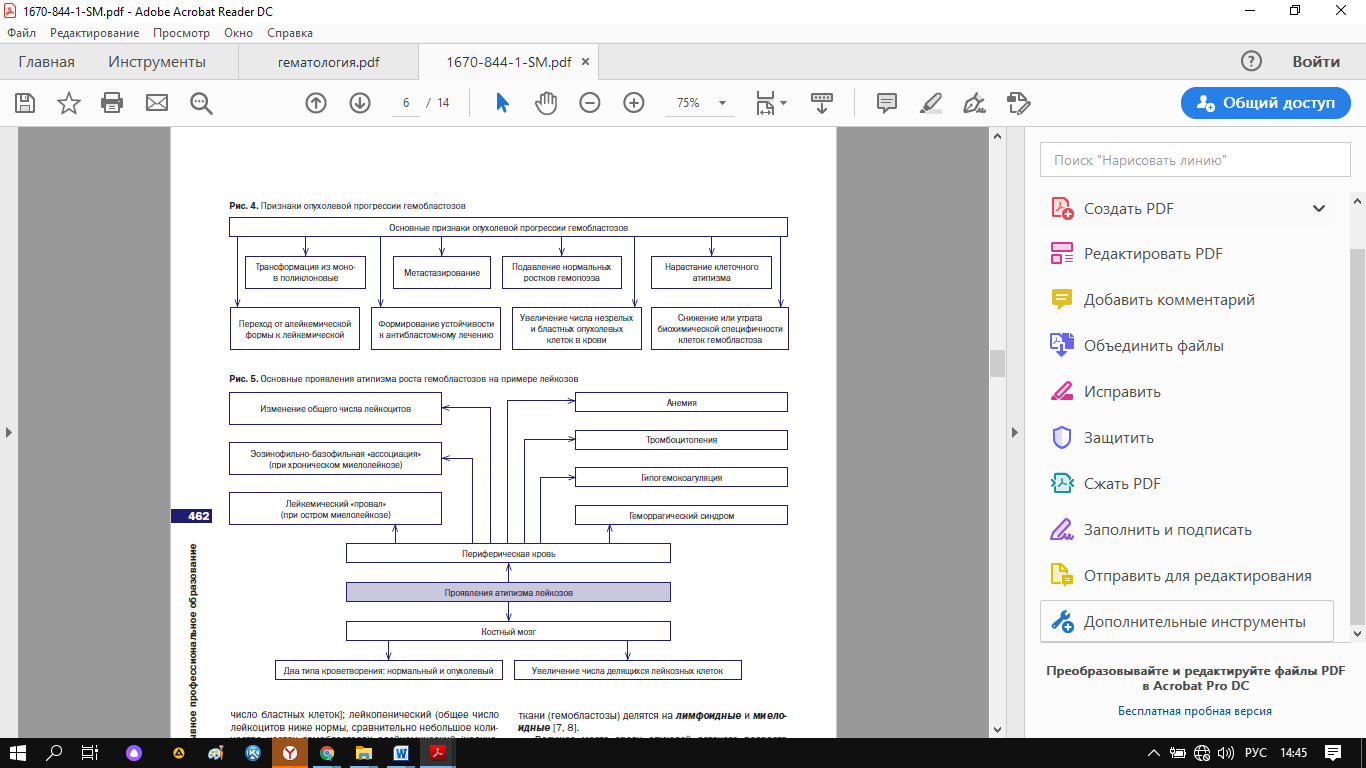 1670-844-1-SM.pdf - Adobe Acrobat Reader DC
Файл Редактирование Просмотр Окно Справка
Главная Инструменты гематология.pdf 1670-844-1-SM.pdf × Войти
6 / 14 75% Общий доступ
Рис. 4. Признаки опухолевой прогрессии гемобластозов
Основные признаки опухолевой прогрессии гемобластозов
Трансформация из моно-
в поликлоновые
Метастазирование
Подавление нормальных
ростков гемопоэза
Нарастание клеточного
атипизма
Переход от алейкемической
формы к лейкемической
Формирование устойчивости
к антибластомному лечению
Увеличение числа незрелых
и бластных опухолевых
клеток в крови
Снижение или утрата
биохимической специфичности
клеток гемобластоза
Рис. 5. Основные проявления атипизма роста гемобластозов на примере лейкозов
Изменение общего числа лейкоцитов
Эозинофильно-базофильная «ассоциация»
(при хроническом миелолейкозе)
Лейкемический «провал»
(при остром миелолейкозе)
Анемия
Тромбоцитопения
Гипогемокоагуляция
Геморрагический синдром
Периферическая кровь
Проявления атипизма лейкозов
Костный мозг
Два типа кроветворения: нормальный и опухолевый
Увеличение числа делящихся лейкозных клеток
462
вное профессиональное образование
число бластных клеток]; лейкопенический (общее число
лейкоцитов ниже нормы, сравнительно небольшое коли-
ткани (гемобластозы) делятся на лимфоидные и миело-
идные [7, 8].
Поиск "Нарисовать линию"
Создать PDF
Редактировать PDF
Добавить комментарий
Объединить файлы
Исправить
Защитить
Сжать PDF
Заполнить и подписать
Отправить для редактирования
Дополнительные инструменты
Преобразовывайте и редактируйте файлы PDF
в Acrobat Pro DC
Бесплатная пробная версия
РУС 14:45